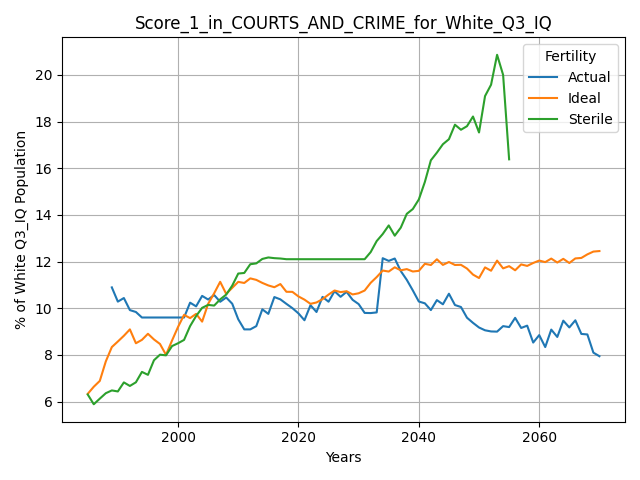 Score_1_in_COURTS_AND_CRIME_for_White_Q3_IQ
Fertility
Actual
Ideal
Sterile
% of White Q3_IQ Population
20
18
16
14
12
10
8
6
2000 2020 2040 2060
Years